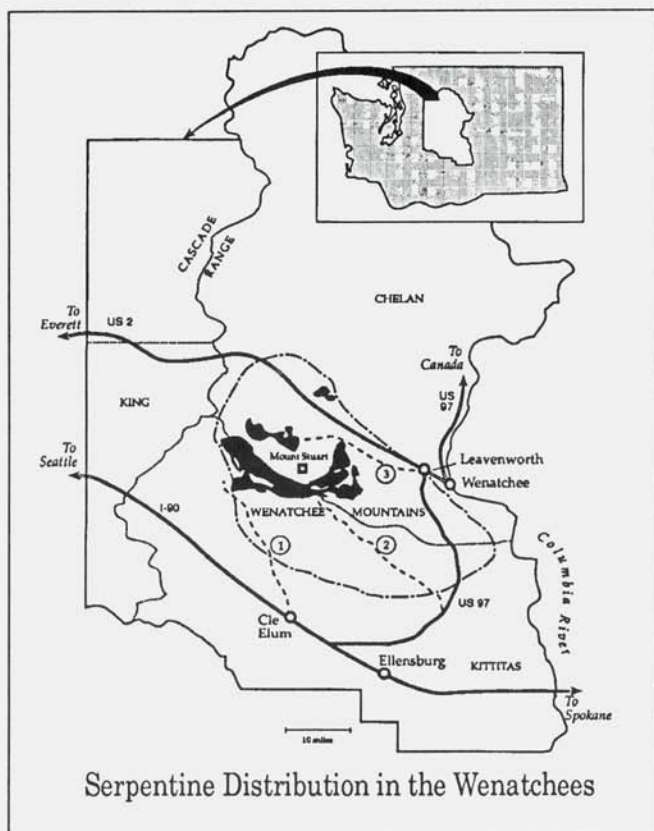 CASCADE
RANGE
CHELAN
To
Everett
US 2
To
Canada
US
97
KING
To
Seattle
Mount Stuart
3
Leavenworth
Wenatchee
I-90
WENATCHEE MOUNTAINS
1
2
Columbia River
US 97
Cle
Elum
Ellensburg
KITTITAS
To
Spokane
10 miles
Serpentine Distribution in the Wenatchees